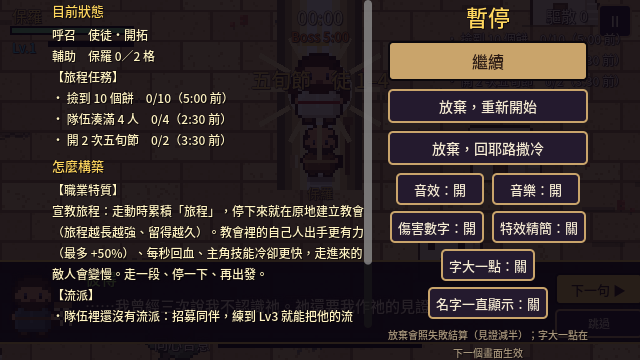 目前狀態
呼召　使徒・開拓
輔助　保羅 0／2 格
【旅程任務】
・ 撿到 10 個餅　0/10（5:00 前）
・ 隊伍湊滿 4 人　0/4（2:30 前）
・ 開 2 次五旬節　0/2（3:30 前）
怎麼構築
【職業特質】
宣教旅程：走動時累積「旅程」，停下來就在原地建立教會
（旅程越長越強、留得越久）。教會裡的自己人出手更有力
（最多 +50%）、每秒回血、主角技能冷卻更快，走進來的
敵人會變慢。走一段、停一下、再出發。
【流派】
・隊伍裡還沒有流派：招募同伴，練到 Lv3 就能把他的流
暫停
繼續
放棄，重新開始
放棄，回耶路撒冷
音效：開
音樂：開
傷害數字：開
特效精簡：開
字大一點：關
名字一直顯示：關
放棄會照失敗結算（見證減半）；字大一點在
下一個畫面生效
00:00
Boss 5:00
Lv.1
下一句 ▶
跳過